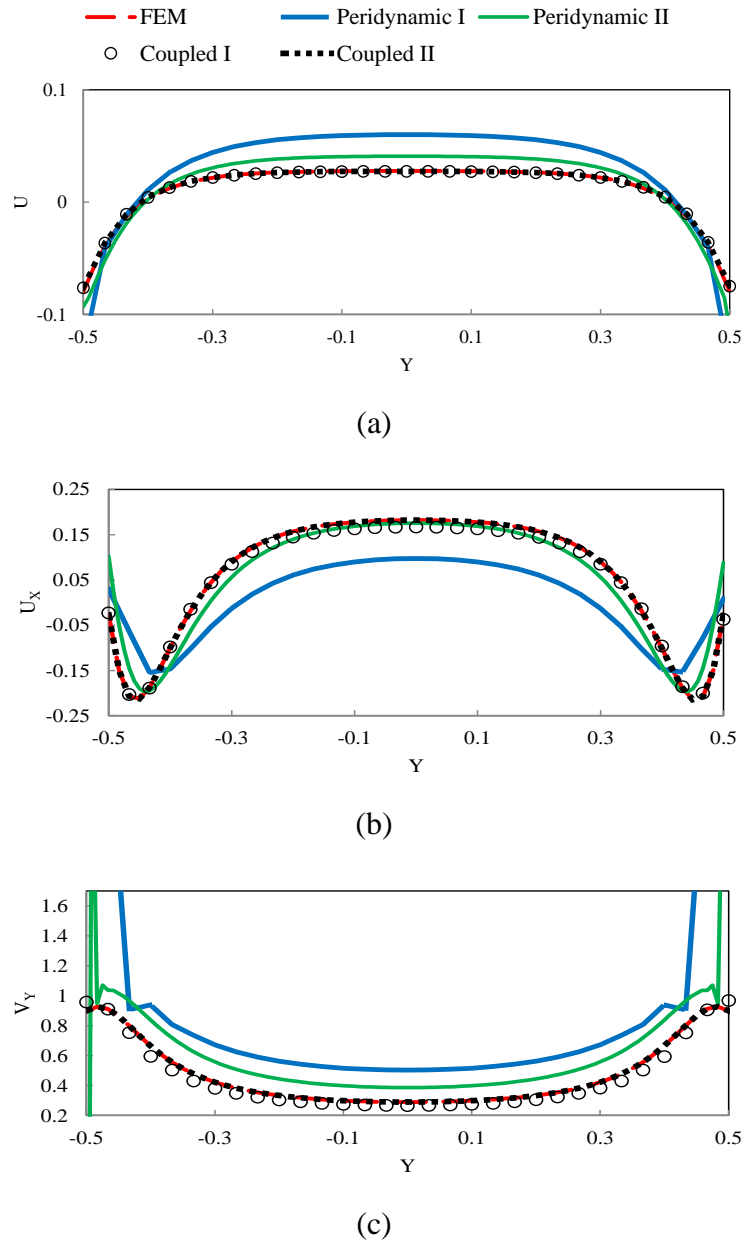 FEM Peridynamic I Peridynamic II
Coupled I Coupled II
0.1
0
-0.1
U
-0.5 -0.3 -0.1 0.1 0.3 0.5
Y
(a)
0.25
0.15
0.05
-0.05
-0.15
-0.25
U_X
-0.5 -0.3 -0.1 0.1 0.3 0.5
Y
(b)
1.6
1.4
1.2
1
0.8
0.6
0.4
0.2
V_Y
-0.5 -0.3 -0.1 0.1 0.3 0.5
Y
(c)